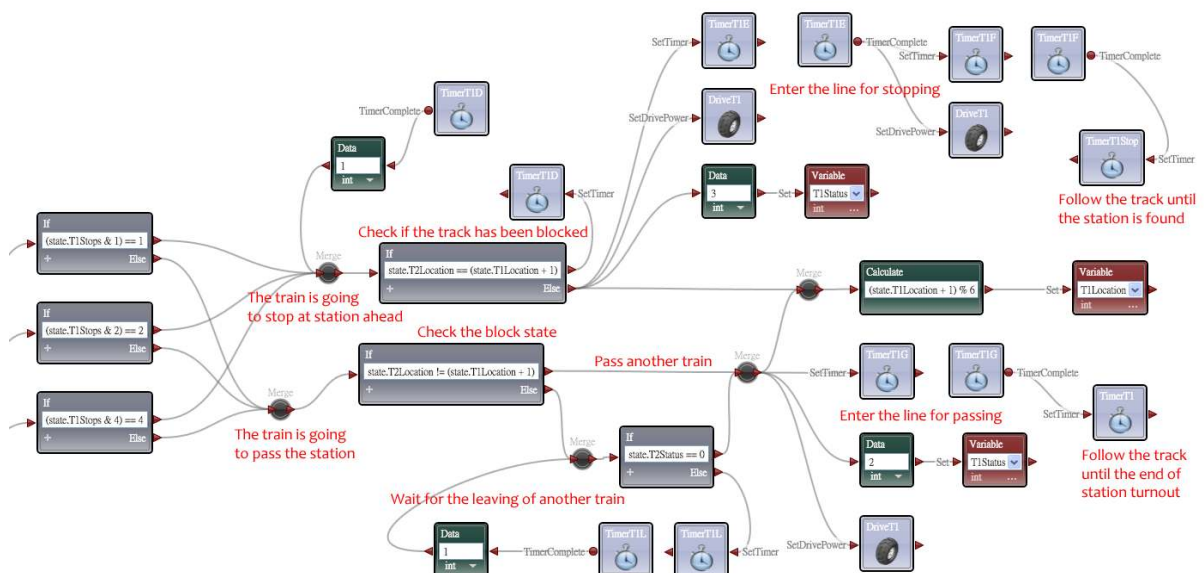 TimerT1E
SetTimer
TimerT1E
TimerComplete
TimerT1F
SetTimer
TimerT1F
TimerComplete
Enter the line for stopping
TimerT1D
TimerComplete
DriveT1
SetDrivePower
DriveT1
SetDrivePower
Data
1
int
TimerT1D
SetTimer
Data
3
int
Set
Variable
T1Status
int ...
TimerT1Stop
SetTimer
Follow the track until
the station is found
If
(state.T1Stops & 1) == 1
+ Else
Check if the track has been blocked
Merge
If
state.T2Location == (state.T1Location + 1)
+ Else
The train is going
to stop at station ahead
Merge
Calculate
(state.T1Location + 1) % 6
Set
Variable
T1Location
int ...
If
(state.T1Stops & 2) == 2
+ Else
Check the block state
If
state.T2Location != (state.T1Location + 1)
+ Else
Pass another train
Merge
SetTimer
TimerT1G
TimerT1G
TimerComplete
Enter the line for passing
SetTimer
TimerT1
Follow the track
until the end of
station turnout
If
(state.T1Stops & 4) == 4
+ Else
Merge
The train is going
to pass the station
Merge
If
state.T2Status == 0
+ Else
Data
2
int
Set
Variable
T1Status
int ...
Wait for the leaving of another train
Data
1
int
TimerComplete
TimerT1L
TimerT1L
SetTimer
SetDrivePower
DriveT1